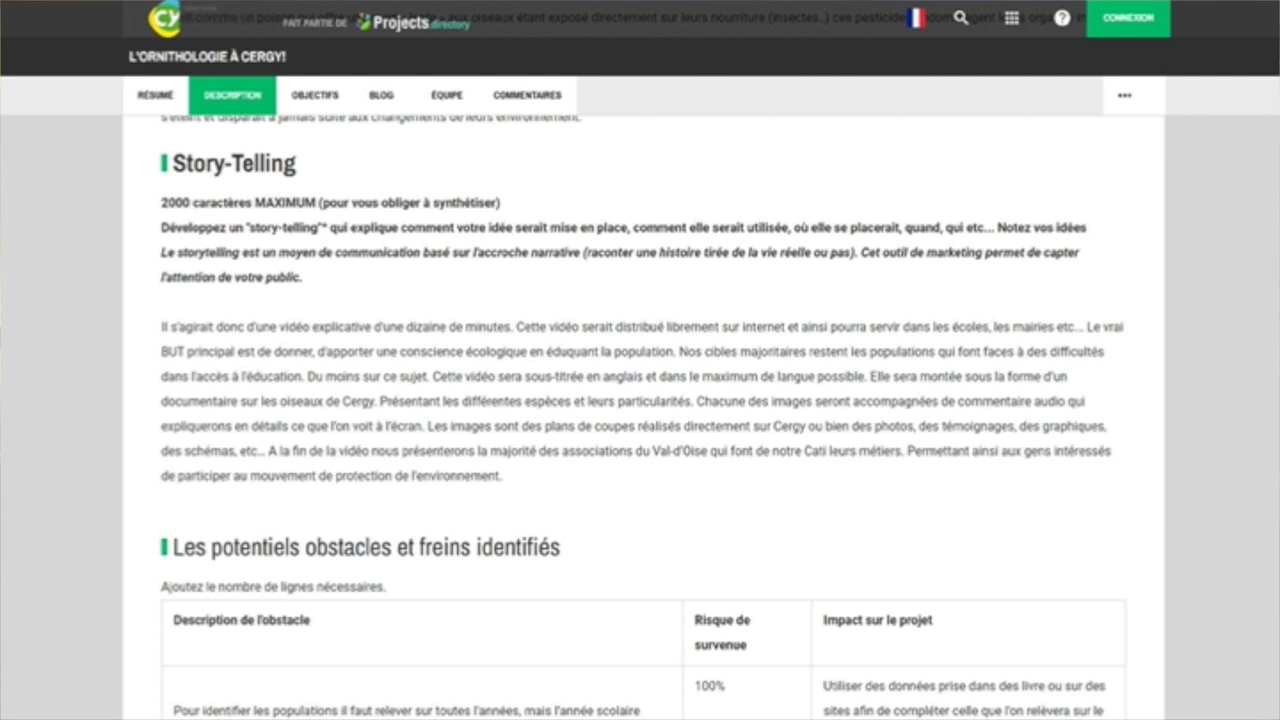 CY
FAIT PARTIE DE
Projects directory
CONNEXION
L'ORNITHOLOGIE À CERGY!
RÉSUMÉ
DESCRIPTION
OBJECTIFS
BLOG
ÉQUIPE
COMMENTAIRES
s'éteint et disparait à jamais suite aux changements de leurs environnement.
Story-Telling
2000 caractères MAXIMUM (pour vous obliger à synthétiser)
Développez un "story-telling"* qui explique comment votre idée serait mise en place, comment elle serait utilisée, où elle se placerait, quand, qui etc... Notez vos idées
Le storytelling est un moyen de communication basé sur l'accroche narrative (raconter une histoire tirée de la vie réelle ou pas). Cet outil de marketing permet de capter
l'attention de votre public.
Il s'agirait donc d'une vidéo explicative d'une dizaine de minutes. Cette vidéo serait distribué librement sur internet et ainsi pourra servir dans les écoles, les mairies etc... Le vrai
BUT principal est de donner, d'apporter une conscience écologique en éduquant la population. Nos cibles majoritaires restent les populations qui font faces à des difficultés
dans l'accès à l'éducation. Du moins sur ce sujet. Cette vidéo sera sous-titrée en anglais et dans le maximum de langue possible. Elle sera montée sous la forme d'un
documentaire sur les oiseaux de Cergy. Présentant les différentes espèces et leurs particularités. Chacune des images seront accompagnées de commentaire audio qui
expliquerons en détails ce que l'on voit à l'écran. Les images sont des plans de coupes réalisés directement sur Cergy ou bien des photos, des témoignages, des graphiques,
des schémas, etc... A la fin de la vidéo nous présenterons la majorité des associations du Val-d'Oise qui font de notre Cati leurs métiers. Permettant ainsi aux gens intéressés
de participer au mouvement de protection de l'environnement.
Les potentiels obstacles et freins identifiés
Ajoutez le nombre de lignes nécessaires.
Description de l'obstacle
Risque de
survenue
Impact sur le projet
100%
Utiliser des données prise dans des livre ou sur des
Pour identifier les populations il faut relever sur toutes l'années, mais l'année scolaire
sites afin de compléter celle que l'on relèvera sur le